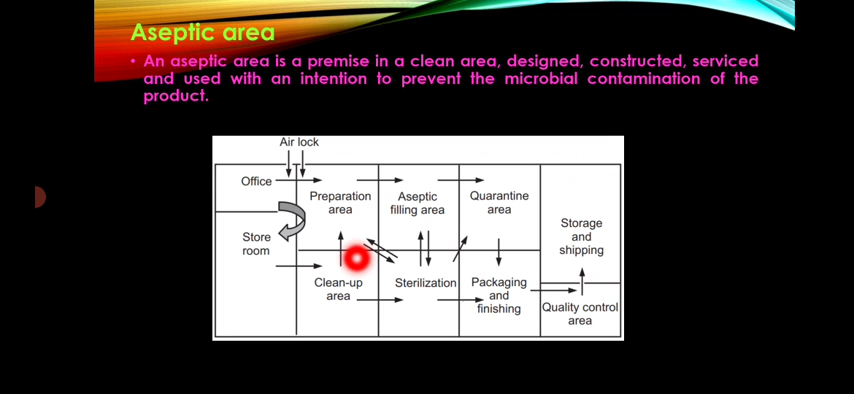 Aseptic area
• An aseptic area is a premise in a clean area, designed, constructed, serviced
and used with an intention to prevent the microbial contamination of the
product.
Air lock
Office
Preparation
area
Aseptic
filling area
Quarantine
area
Storage
and
shipping
Store
room
Clean-up
area
Sterilization
Packaging
and
finishing
Quality control
area